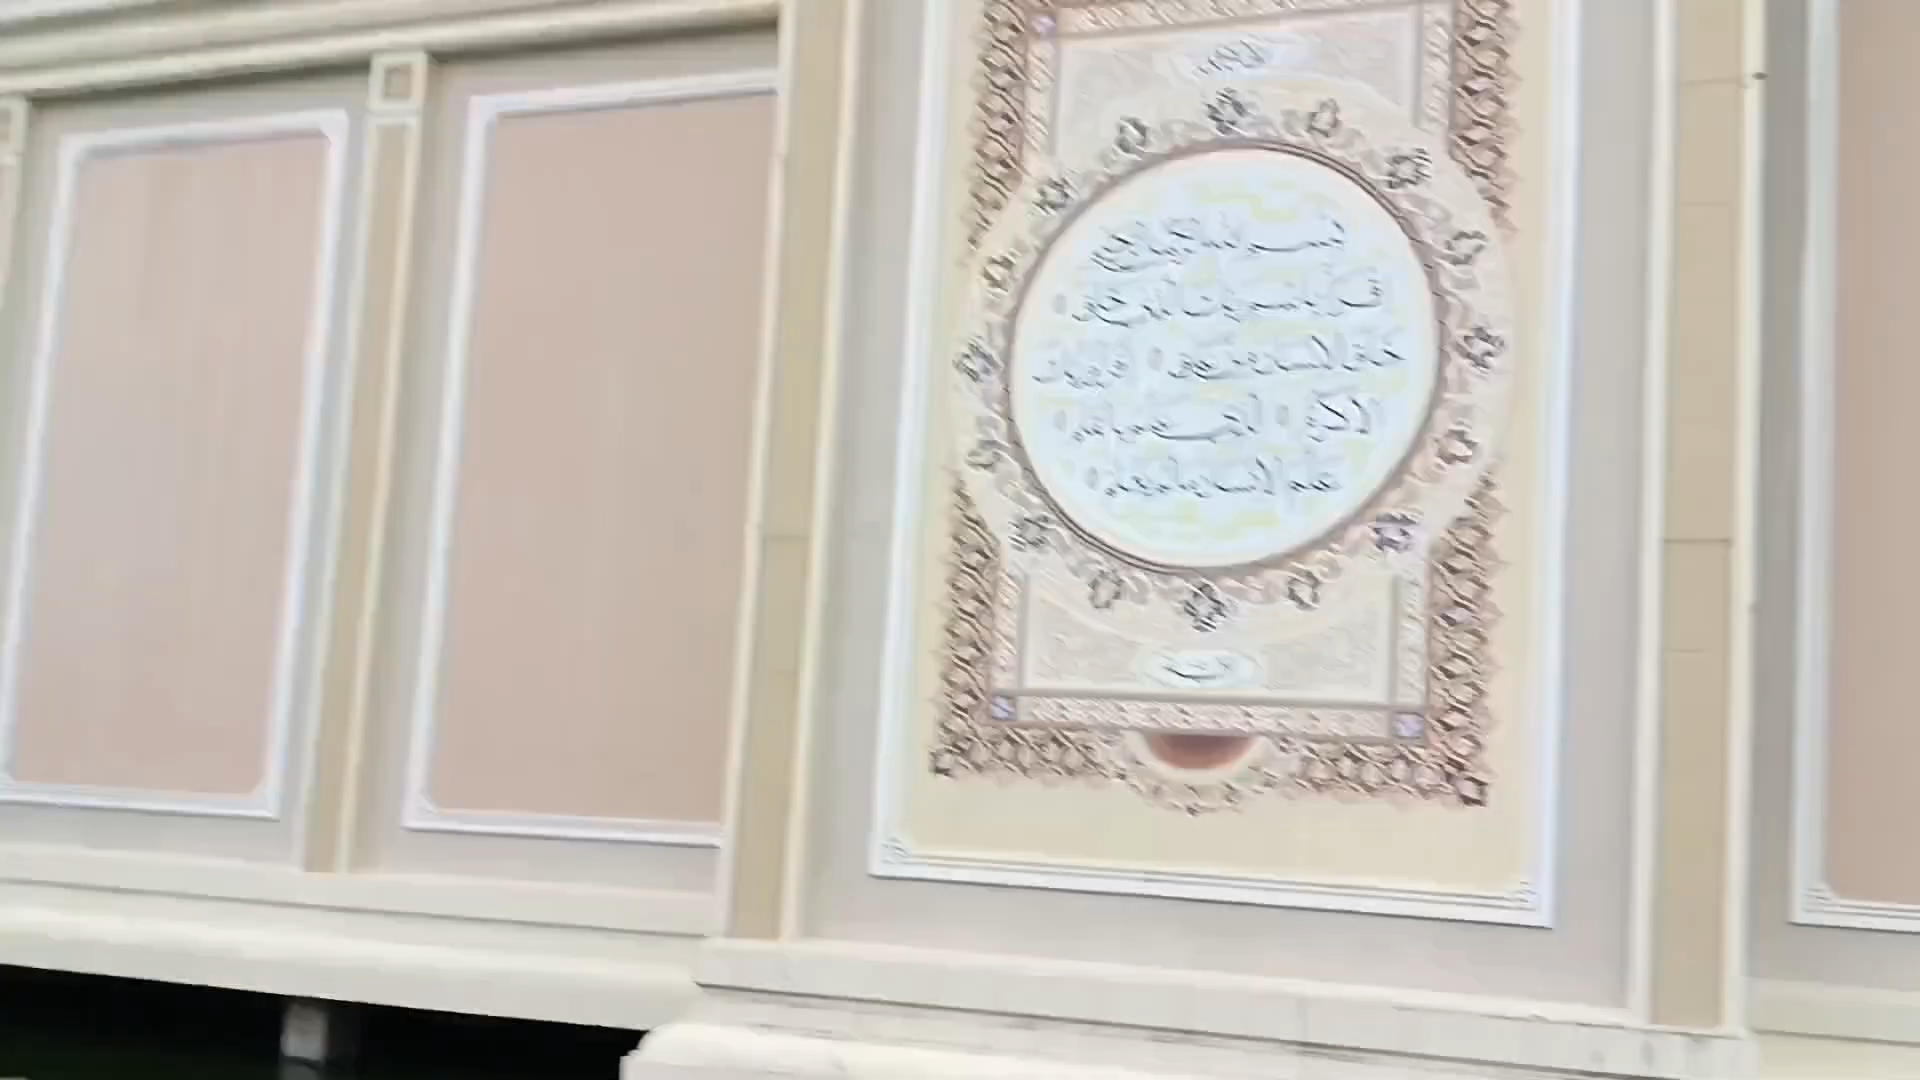 بسم الله الرحمن الرحيم
اقرأ باسم ربك الذي خلق
خلق الإنسان من علق اقرأ وربك
الأكرم الذي علم بالقلم
علم الإنسان ما لم يعلم